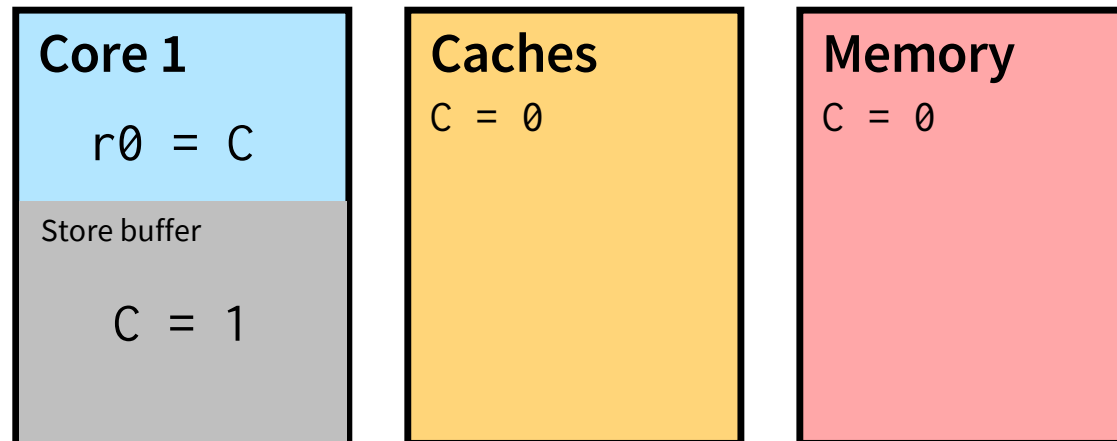 Core 1
r0 = C
Store buffer
C = 1
Caches
C = 0
Memory
C = 0